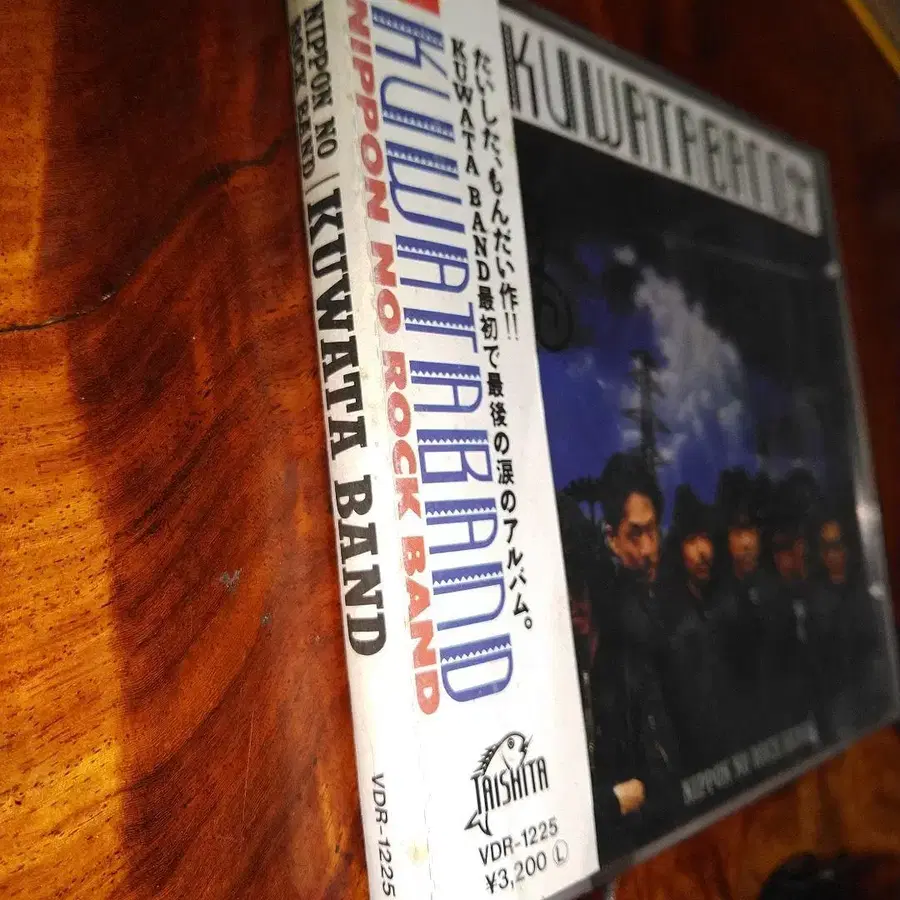 NIPPON NO
ROCK BAND
KUWATA BAND
VDR-1225
KUWATA BAND
NIPPON NO ROCK BAND
たいした、もんだい作!!
KUWATA BAND最初で最後の涙のアルバム。
TAISHITA
VDR-1225
¥3,200 Ⓛ
KUWATA BAND
NIPPON NO ROCK BAND